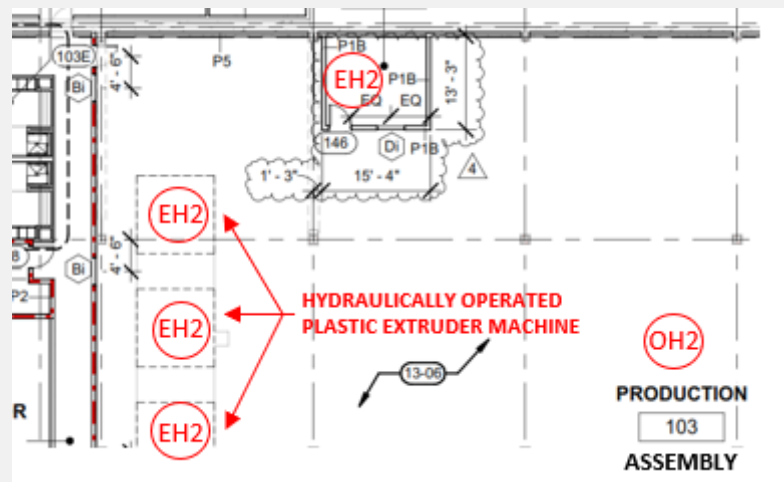 103E
P5
P1B
EH2
P1B
4' - 6"
Bi
EQ EQ
13' - 3"
146
Di
P1B
4
1' - 3"
15' - 4"
EH2
4' - 6"
Bi
P2
HYDRAULICALLY OPERATED
PLASTIC EXTRUDER MACHINE
EH2
OH2
13-06
PRODUCTION
R
103
EH2
ASSEMBLY